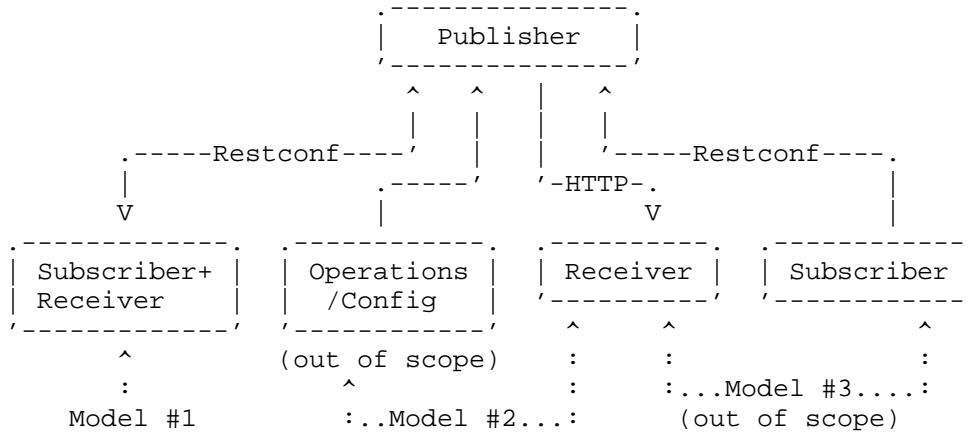 Publisher
Restconf Restconf
HTTP
Subscriber+ Operations Receiver Subscriber
Receiver /Config
(out of scope)
Model #3
Model #1 Model #2 (out of scope)